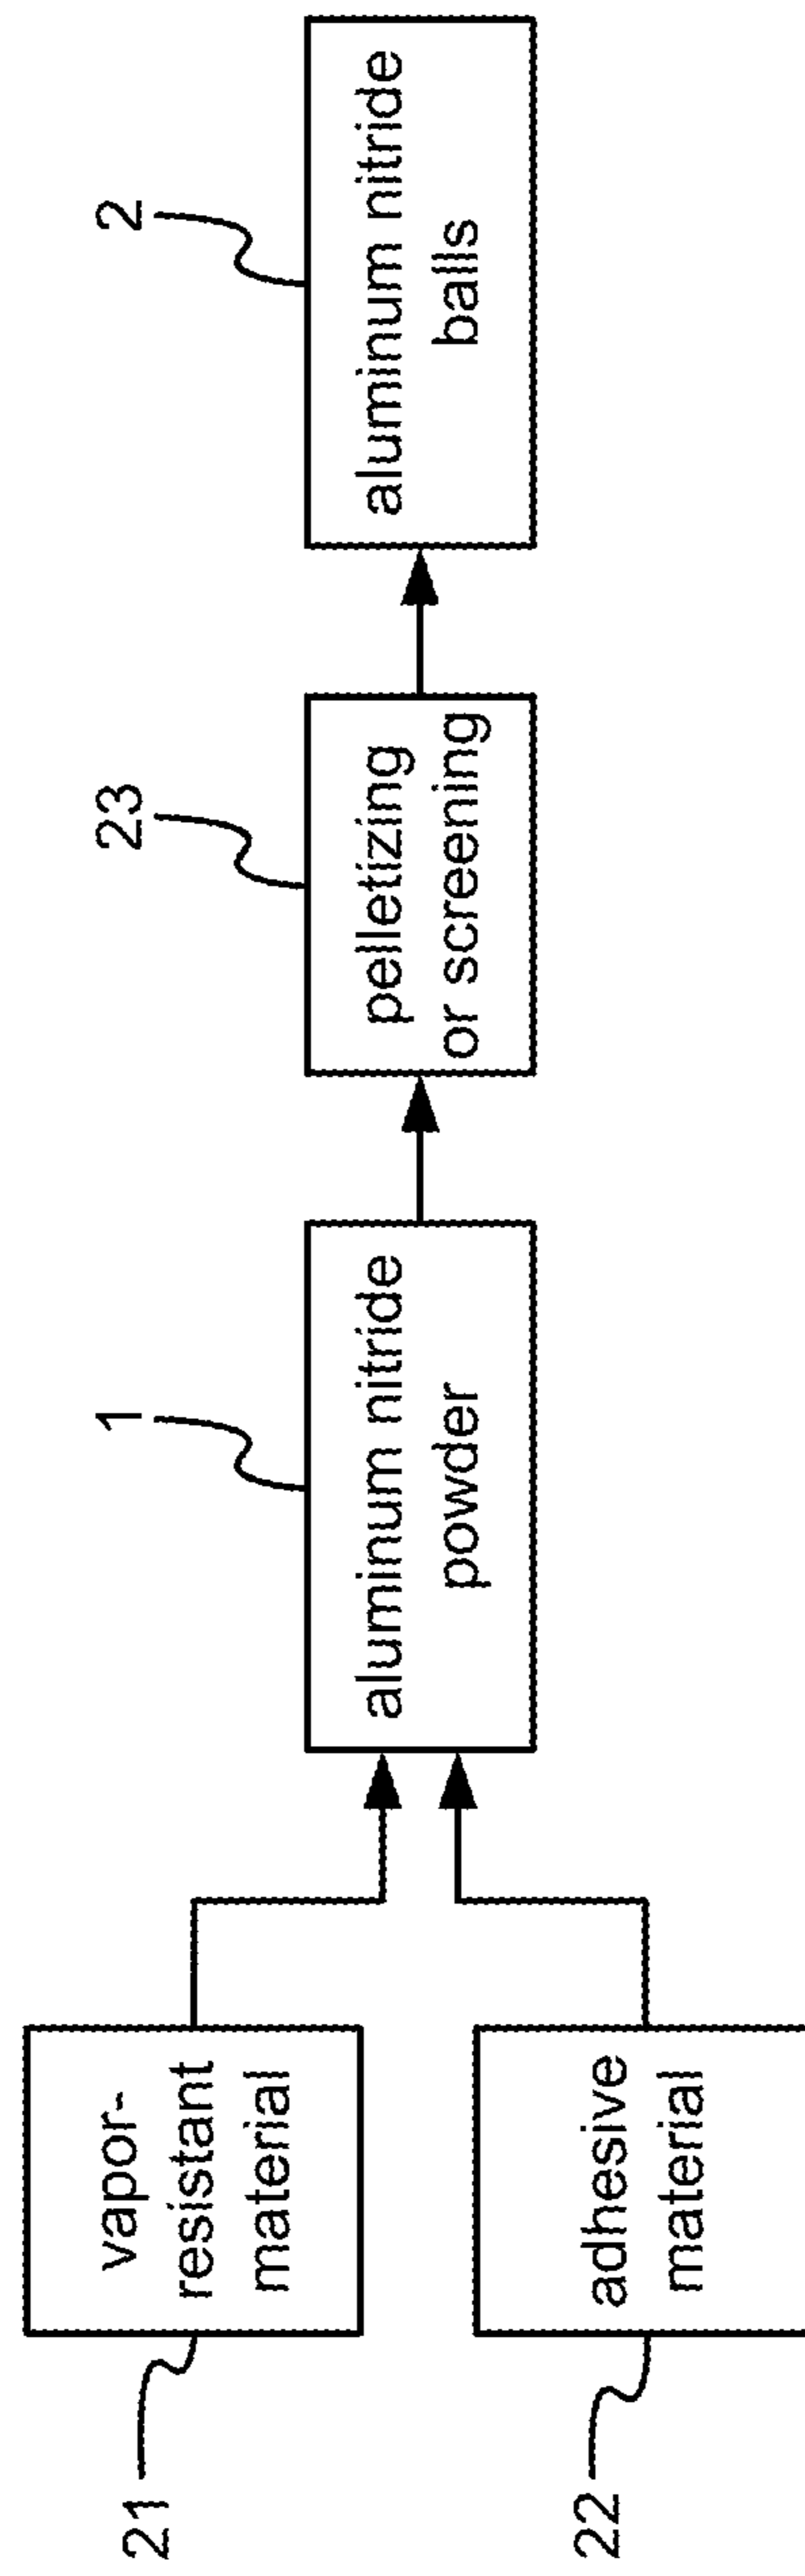 21
vapor-
resistant
material
22
adhesive
material
1
aluminum nitride
powder
23
pelletizing
or screening
2
aluminum nitride
balls